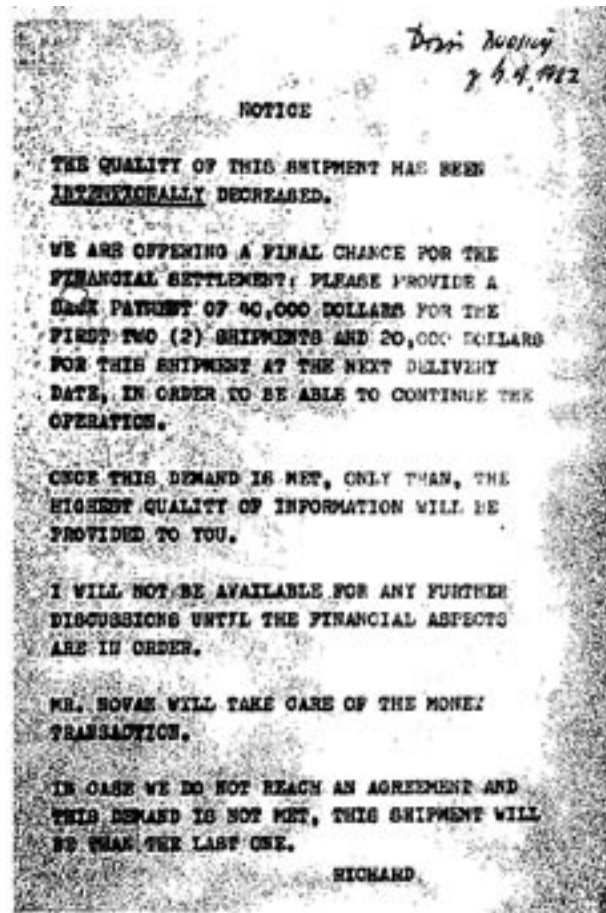 NOTICE
THE QUALITY OF THIS SHIPMENT HAS BEEN
DECREASED.
WE ARE OFFERING A FINAL CHANCE FOR THE
FINANCIAL SETTLEMENT: PLEASE PROVIDE A
PAYMENT OF 40,000 DOLLARS FOR THE
FIRST TWO (2) SHIPMENTS AND 20,000 DOLLARS
FOR THIS SHIPMENT AT THE NEXT DELIVERY
DATE, IN ORDER TO BE ABLE TO CONTINUE THE
OPERATION.
ONCE THIS DEMAND IS MET, ONLY THAN, THE
HIGHEST QUALITY OF INFORMATION WILL BE
PROVIDED TO YOU.
I WILL NOT BE AVAILABLE FOR ANY FURTHER
DISCUSSIONS UNTIL THE FINANCIAL ASPECTS
ARE IN ORDER.
MR. NOVAK WILL TAKE CARE OF THE MONEY
TRANSACTION.
IN CASE WE DO NOT REACH AN AGREEMENT AND
THIS DEMAND IS NOT MET, THIS SHIPMENT WILL
BE THAN THE LAST ONE.
RICHARD